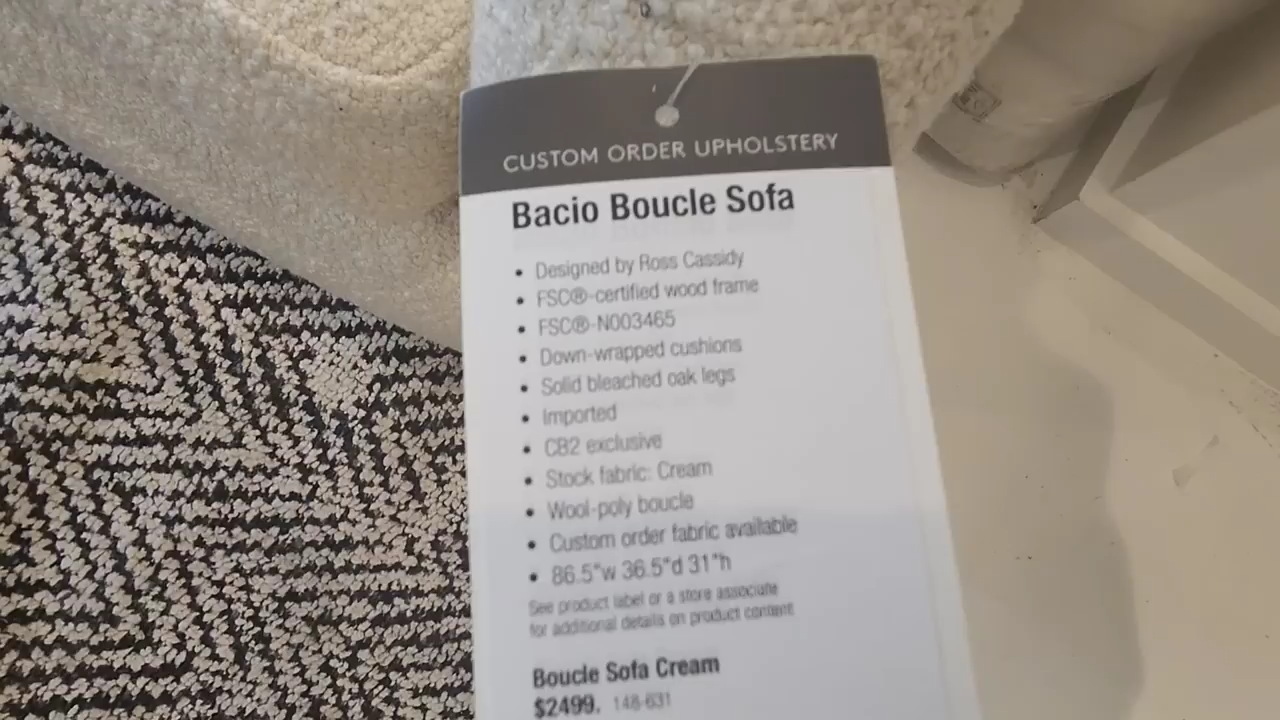 CUSTOM ORDER UPHOLSTERY
Bacio Boucle Sofa
• Designed by Ross Cassidy
• FSC®-certified wood frame
• FSC®-N003465
• Down-wrapped cushions
• Solid bleached oak legs
• Imported
• CB2 exclusive
• Stock fabric: Cream
• Wool-poly boucle
• Custom order fabric available
• 86.5"w 36.5"d 31"h
See product label or a store associate
for additional details on product content
Boucle Sofa Cream
$2499. 148-631